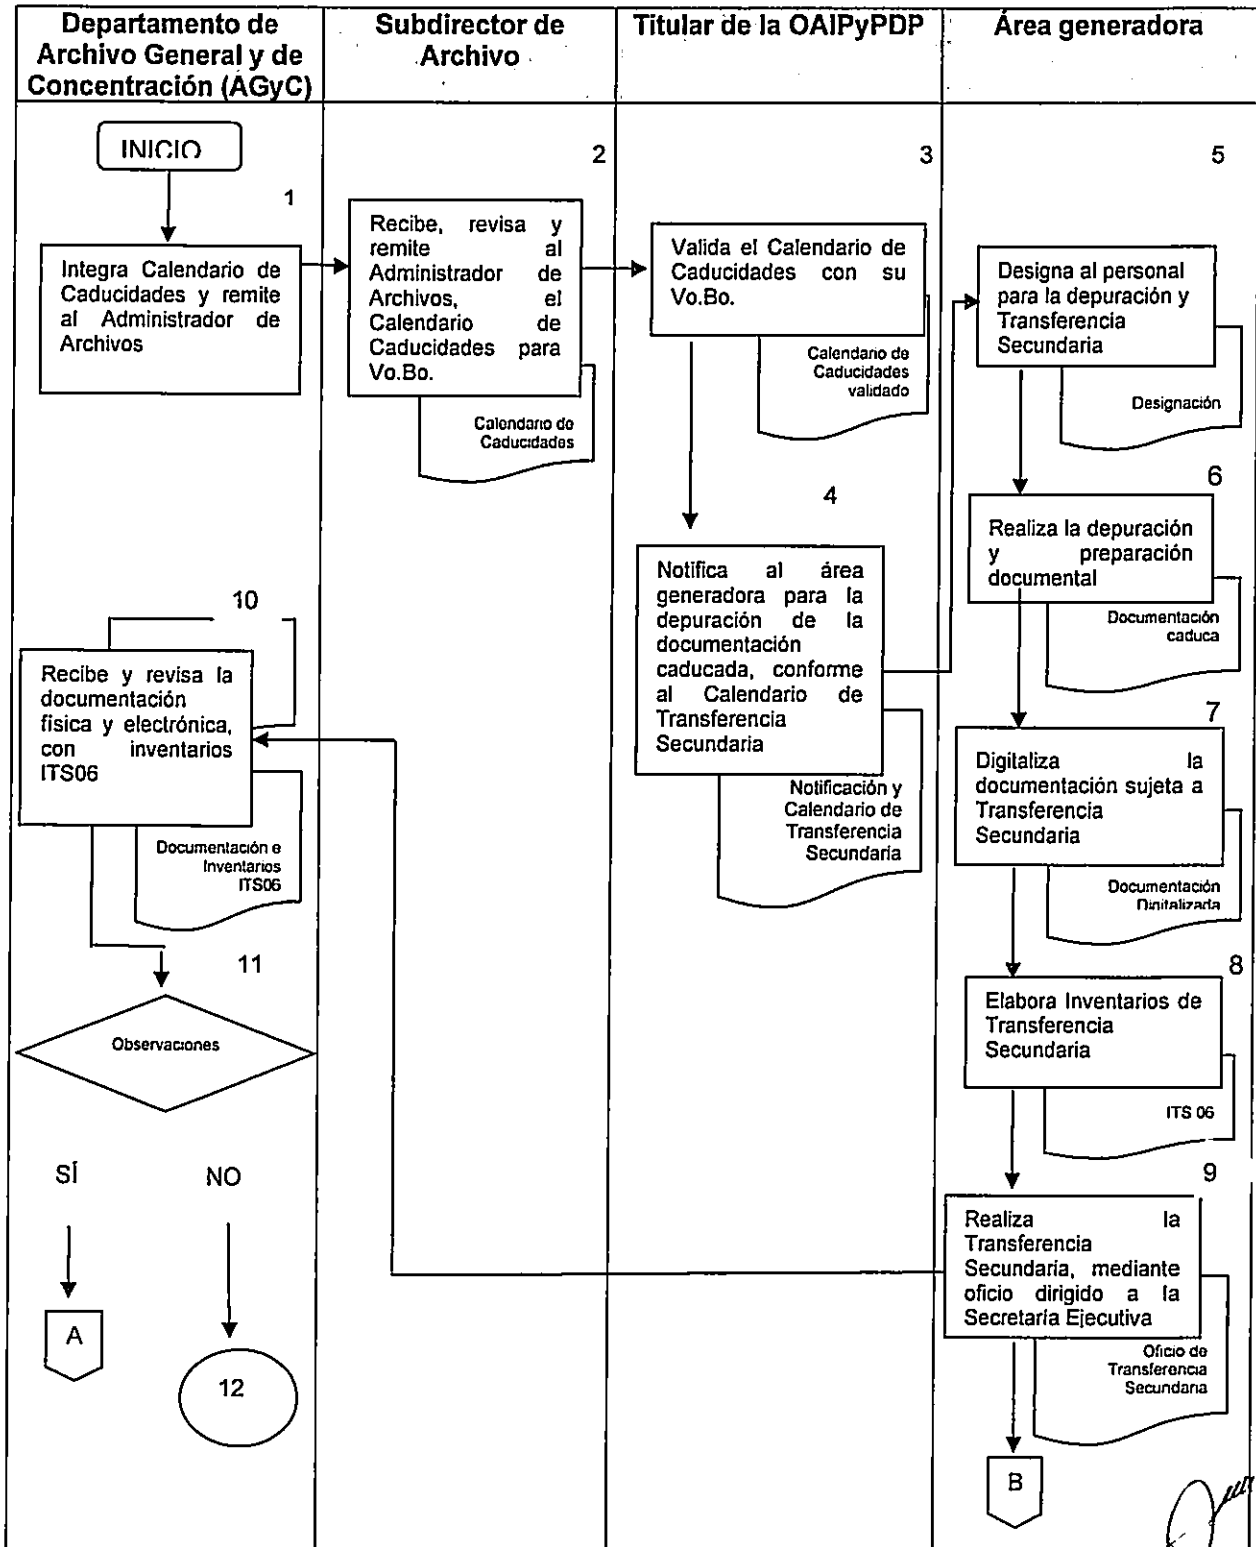 Departamento de
Archivo General y de
Concentración (AGyC)
Subdirector de
Archivo
Titular de la OAIPyPDP
Área generadora
INICIO
1
Integra Calendario de
Caducidades y remite
al Administrador de
Archivos
2
Recibe, revisa y
remite al
Administrador de
Archivos, el
Calendario de
Caducidades para
Vo.Bo.
Calendario de
Caducidades
3
Valida el Calendario de
Caducidades con su
Vo.Bo.
Calendario de
Caducidades
validado
4
Notifica al área
generadora para la
depuración de la
documentación
caducada, conforme
al Calendario de
Transferencia
Secundaria
Notificación y
Calendario de
Transferencia
Secundaria
5
Designa al personal
para la depuración y
Transferencia
Secundaria
Designación
6
Realiza la depuración
y preparación
documental
Documentación
caduca
7
Digitaliza la
documentación sujeta a
Transferencia
Secundaria
Documentación
Digitalizada
8
Elabora Inventarios de
Transferencia
Secundaria
ITS 06
9
Realiza la
Transferencia
Secundaria, mediante
oficio dirigido a la
Secretaría Ejecutiva
Oficio de
Transferencia
Secundaria
B
10
Recibe y revisa la
documentación
física y electrónica,
con inventarios
ITS06
Documentación e
Inventarios
ITS06
11
Observaciones
SÍ
NO
A
12